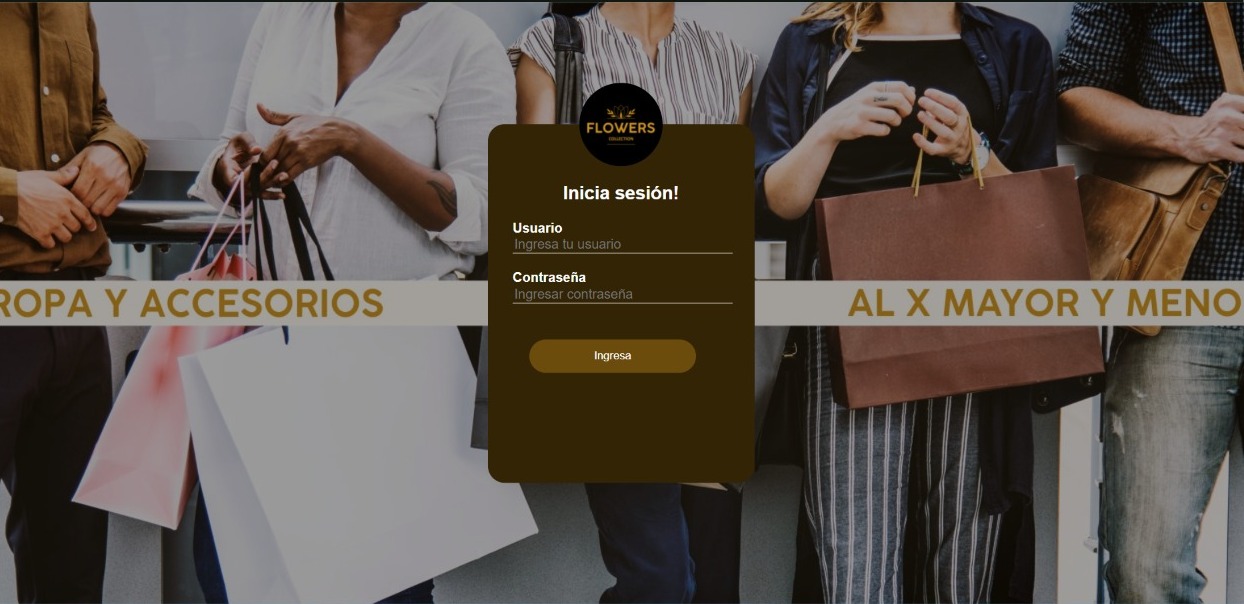 FLOWERS
COLLECTION
Inicia sesión!
Usuario
Ingresa tu usuario
Contraseña
Ingresar contraseña
Ingresa
ROPA Y ACCESORIOS
AL X MAYOR Y MENO